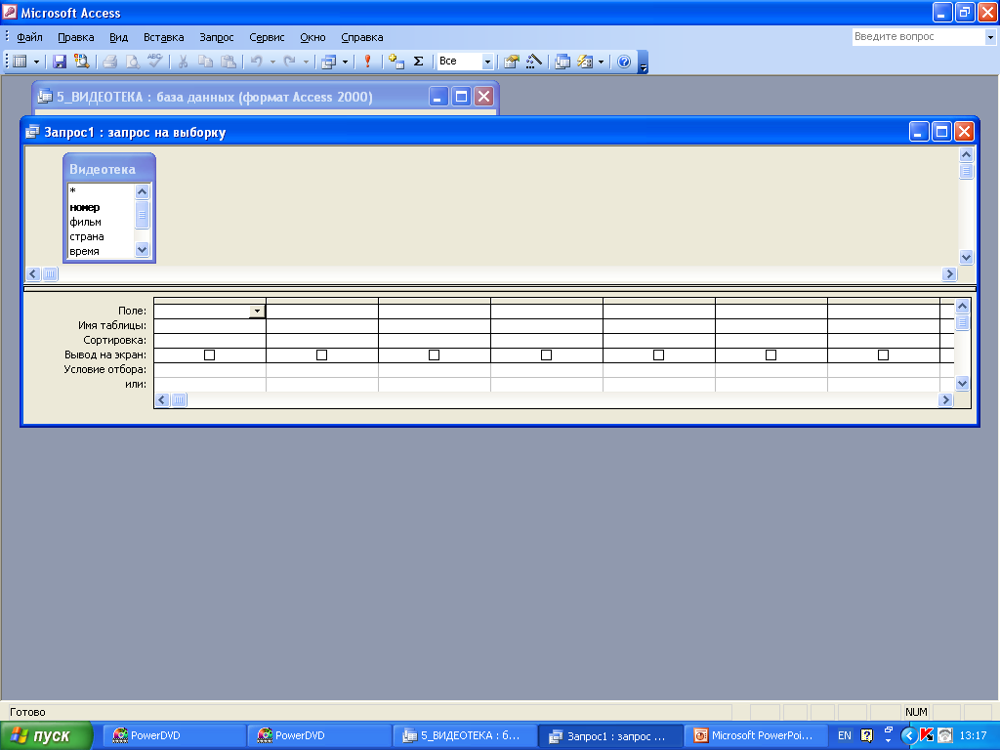 Microsoft Access
Файл Правка Вид Вставка Запрос Сервис Окно Справка
Введите вопрос
ABC
Σ Все
5_ВИДЕОТЕКА : база данных (формат Access 2000)
Запрос1 : запрос на выборку
Видеотека
*
номер
фильм
страна
время
Поле:
Имя таблицы:
Сортировка:
Вывод на экран:
Условие отбора:
или:
Готово
NUM
пуск
PowerDVD
PowerDVD
5_ВИДЕОТЕКА : б...
Запрос1 : запрос ...
Microsoft PowerPoi...
EN
13:17